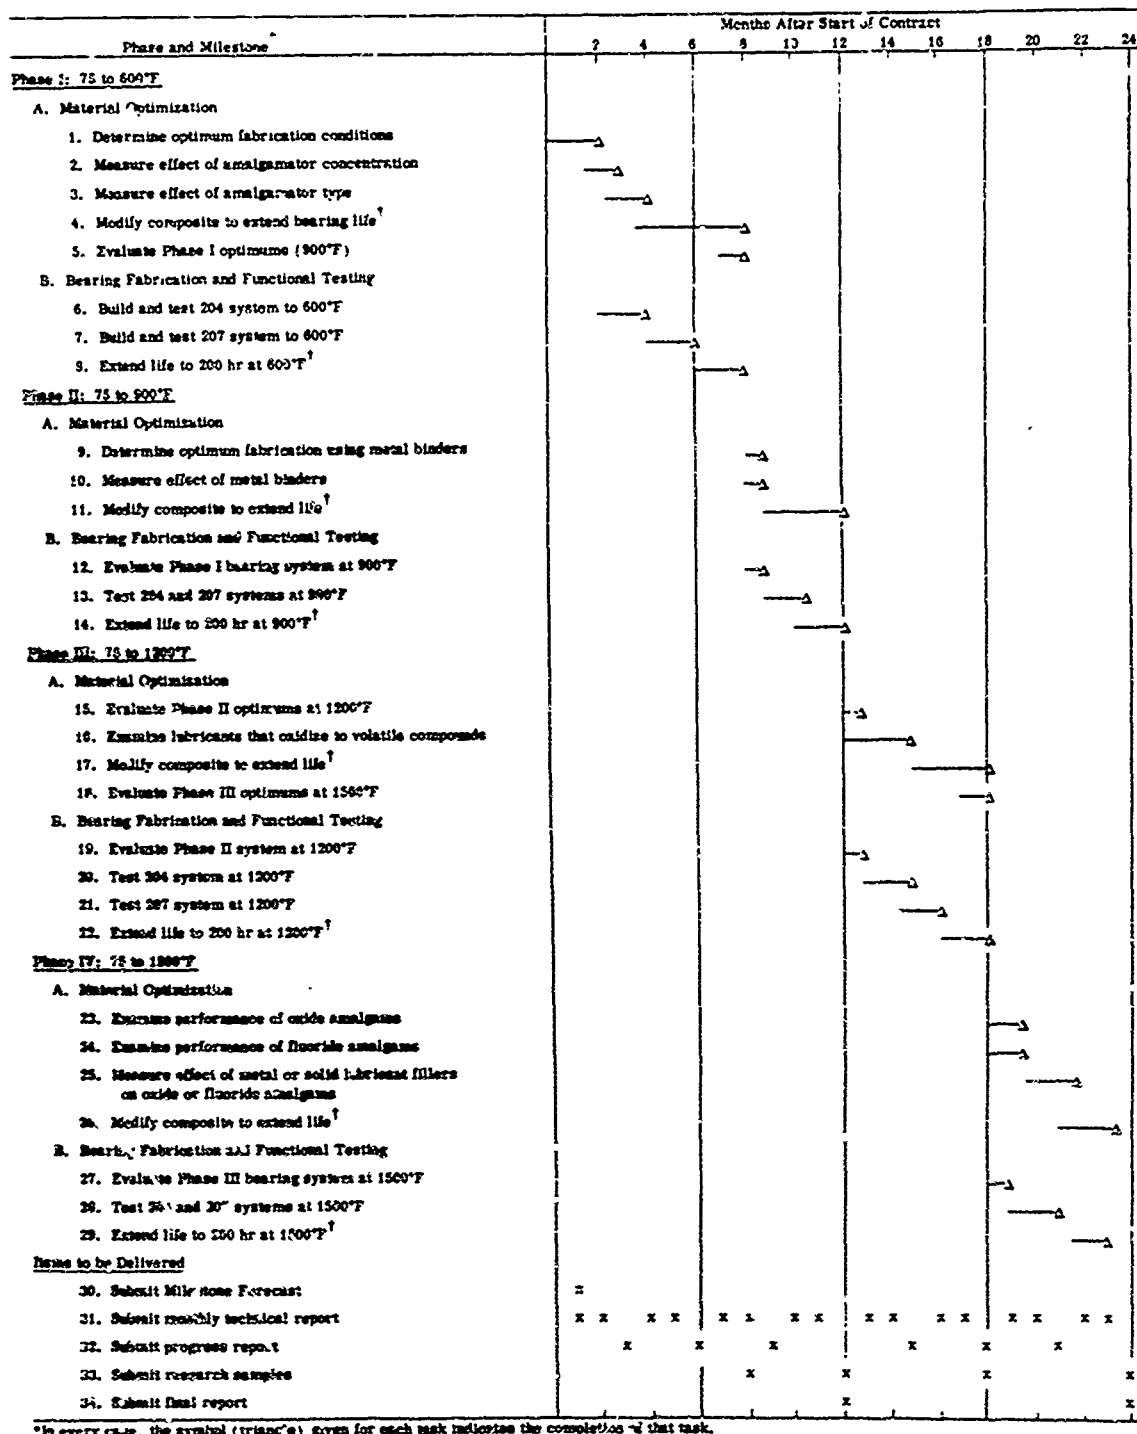 Months After Start of Contract
Phase and Milestone*
2 4 6 8 10 12 14 16 18 20 22 24
Phase I: 75 to 600°F
A. Material Optimization
1. Determine optimum fabrication conditions
2. Measure effect of amalgamator concentration
3. Measure effect of amalgamator type
4. Modify composite to extend bearing life†
5. Evaluate Phase I optimums (900°F)
B. Bearing Fabrication and Functional Testing
6. Build and test 204 system to 600°F
7. Build and test 207 system to 600°F
8. Extend life to 200 hr at 600°F†
Phase II: 75 to 900°F
A. Material Optimization
9. Determine optimum fabrication using metal binders
10. Measure effect of metal binders
11. Modify composite to extend life†
B. Bearing Fabrication and Functional Testing
12. Evaluate Phase I bearing system at 900°F
13. Test 204 and 207 systems at 900°F
14. Extend life to 200 hr at 900°F†
Phase III: 75 to 1200°F
A. Material Optimization
15. Evaluate Phase II optimums at 1200°F
16. Examine lubricants that oxidize to volatile compounds
17. Modify composite to extend life†
18. Evaluate Phase III optimums at 1500°F
B. Bearing Fabrication and Functional Testing
19. Evaluate Phase II system at 1200°F
20. Test 204 system at 1200°F
21. Test 207 system at 1200°F
22. Extend life to 200 hr at 1200°F†
Phase IV: 75 to 1500°F
A. Material Optimization
23. Examine performance of oxide amalgams
24. Examine performance of fluoride amalgams
25. Measure effect of metal or solid lubricant fillers
on oxide or fluoride amalgams
26. Modify composite to extend life†
B. Bearing Fabrication and Functional Testing
27. Evaluate Phase III bearing system at 1500°F
28. Test 204 and 207 systems at 1500°F
29. Extend life to 200 hr at 1500°F†
Items to be Delivered
30. Submit Milestone Forecast x
31. Submit monthly technical report x x x x x x x x x x x x x x x x
32. Submit progress report x x x x x x
33. Submit research samples x x x x
34. Submit final report x x
*In every case, the symbol (triangle) given for each task indicates the completion of that task.